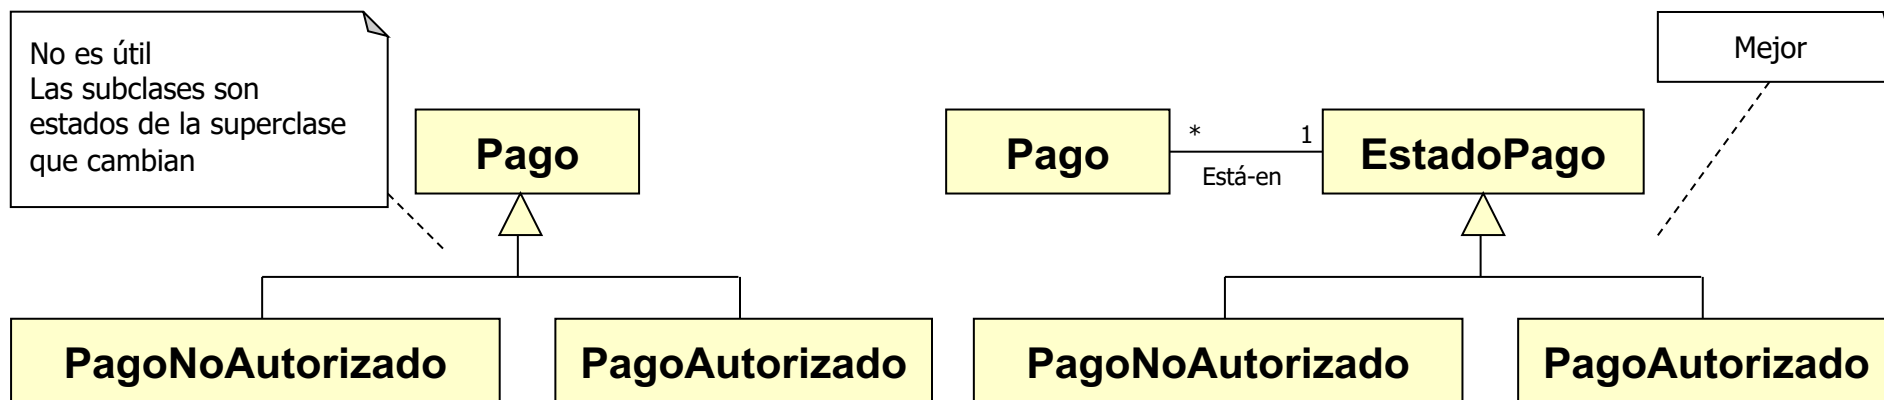 No es útil
Las subclases son
estados de la superclase
que cambian
Pago
PagoNoAutorizado
PagoAutorizado
Mejor
Pago
*
1
Está-en
EstadoPago
PagoNoAutorizado
PagoAutorizado